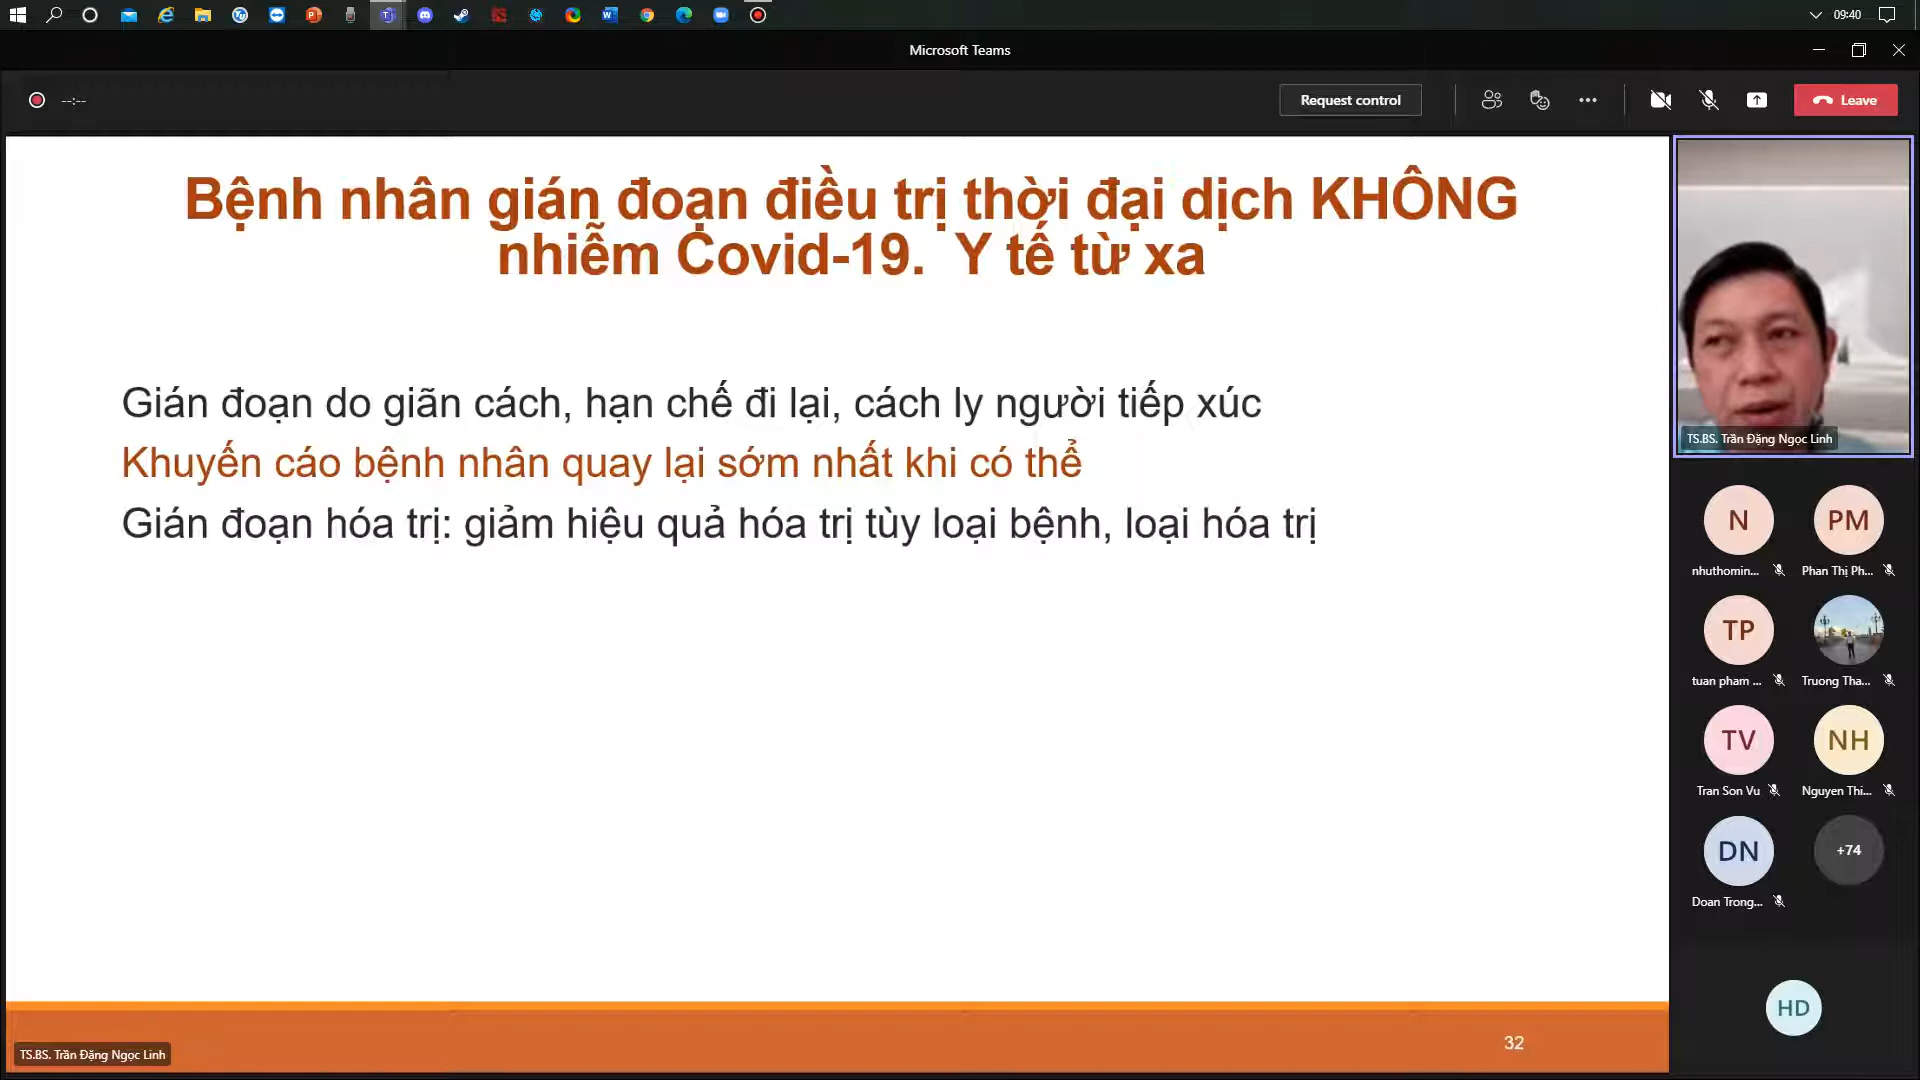 09:40
Microsoft Teams
--:--
Request control
Leave
Bệnh nhân gián đoạn điều trị thời đại dịch KHÔNG
nhiễm Covid-19. Y tế từ xa
Gián đoạn do giãn cách, hạn chế đi lại, cách ly người tiếp xúc
Khuyến cáo bệnh nhân quay lại sớm nhất khi có thể
Gián đoạn hóa trị: giảm hiệu quả hóa trị tùy loại bệnh, loại hóa trị
32
TS.BS. Trần Đặng Ngọc Linh
TS.BS. Trần Đặng Ngọc Linh
N
PM
nhuthomin...
Phan Thị Ph...
TP
tuan pham ...
Truong Tha...
TV
NH
Tran Son Vu
Nguyen Thi...
DN
+74
Doan Trong...
HD